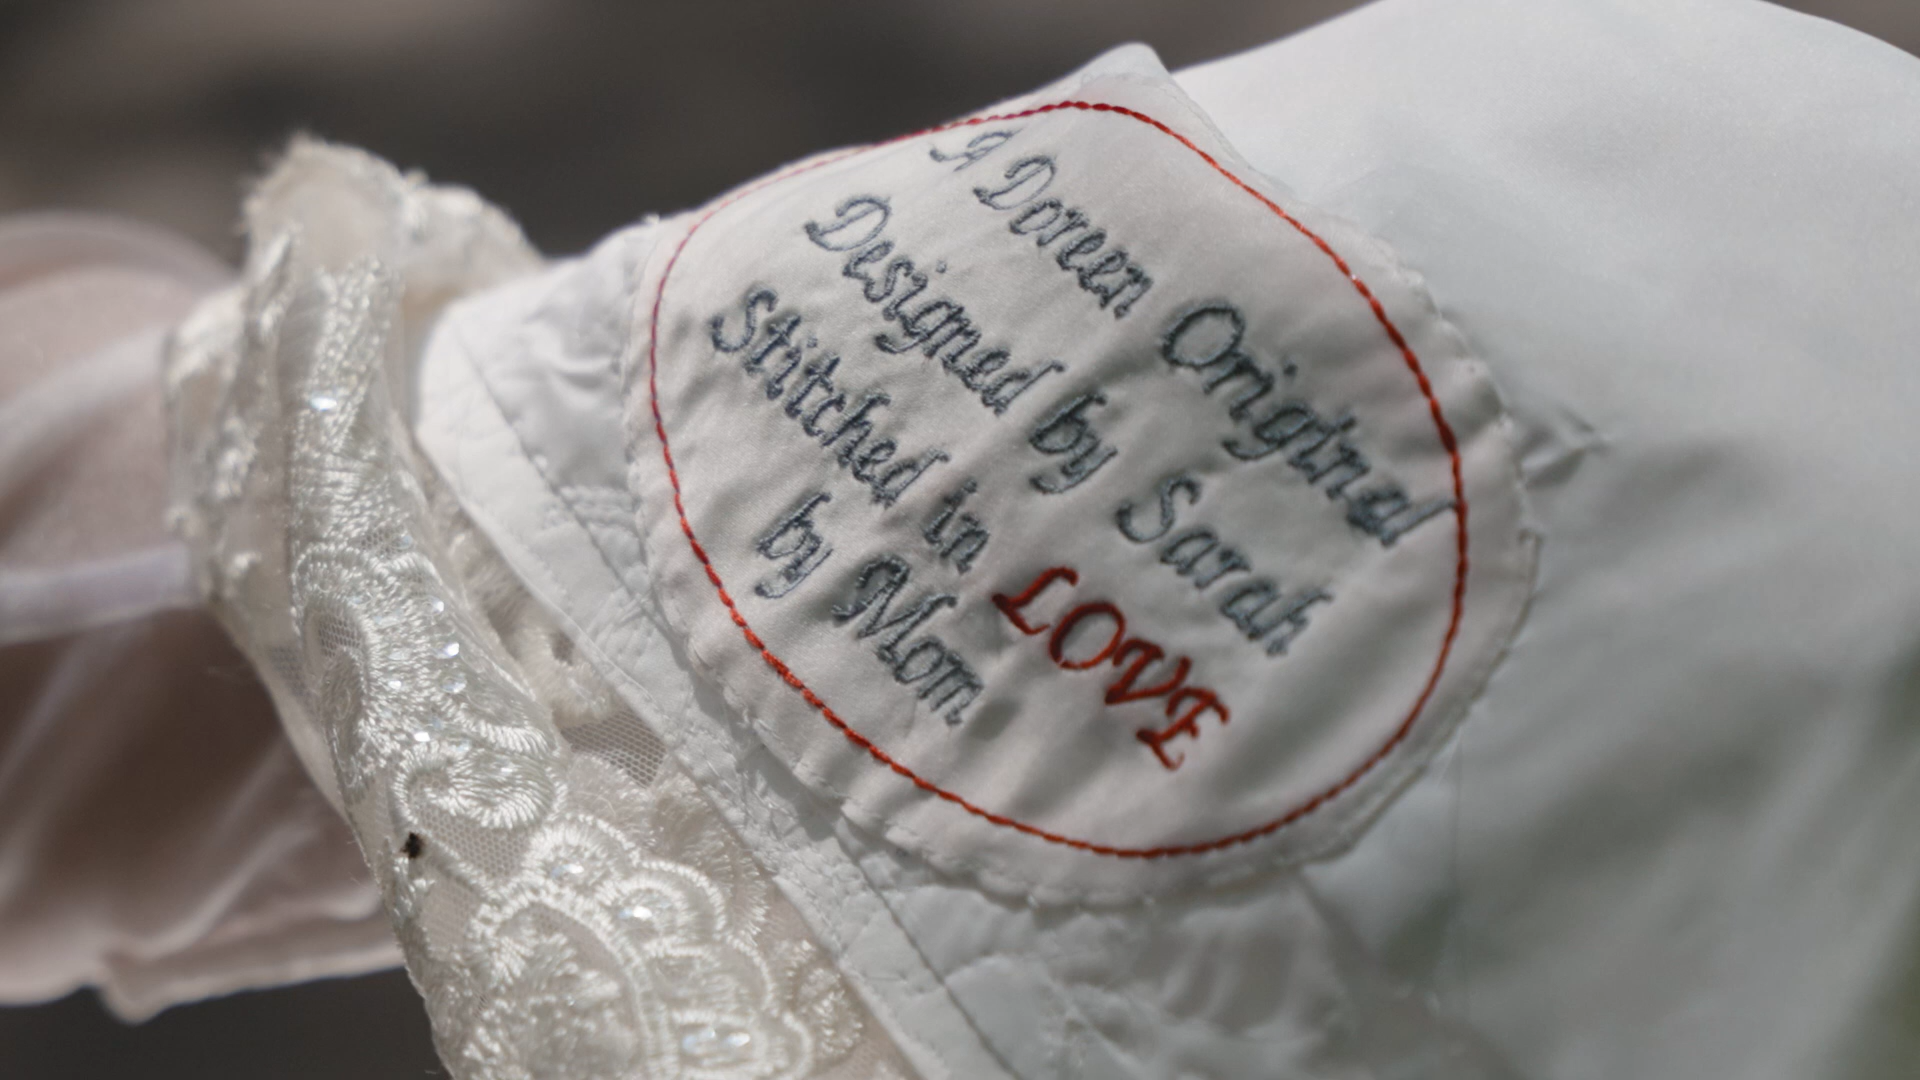 A Doreen Original
Designed by Sarah
Stitched in LOVE
by Mom